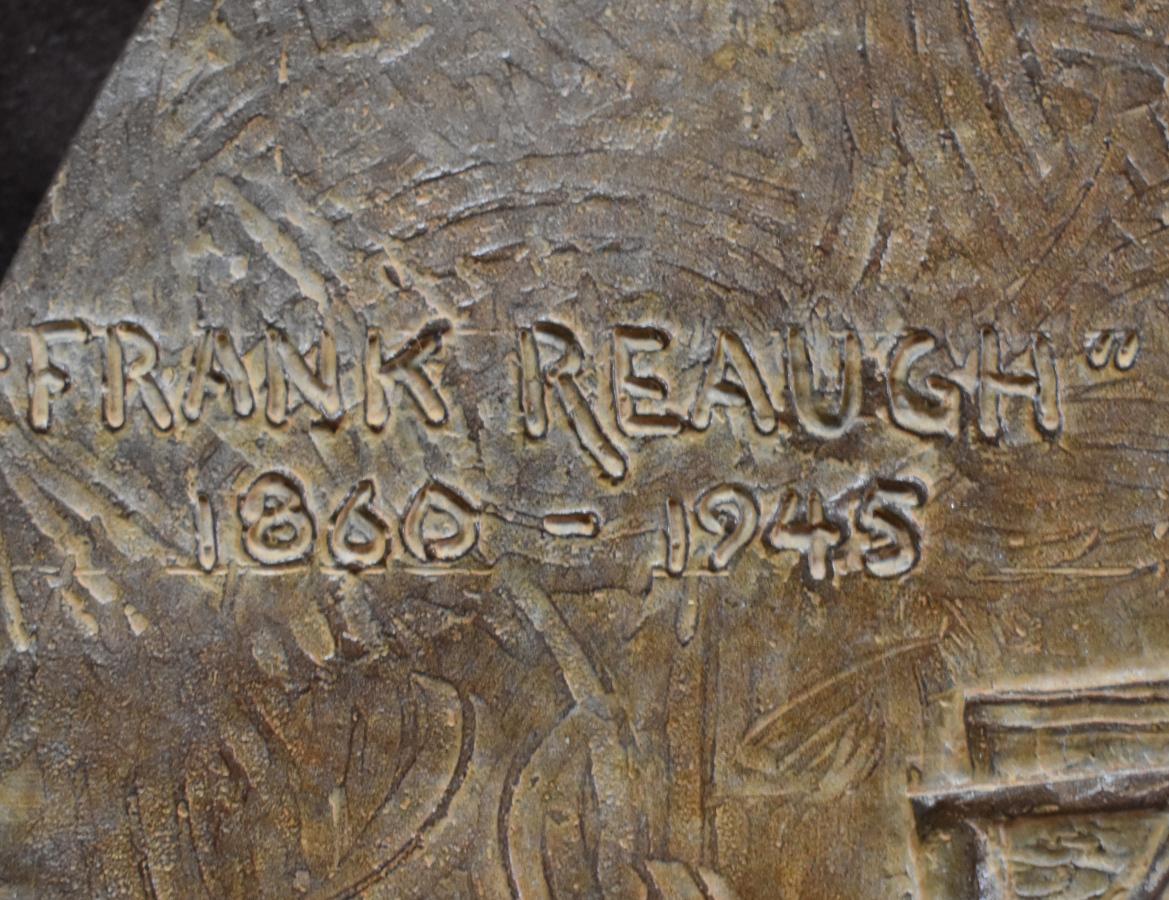 FRANK REAUGH“
1860 - 1945